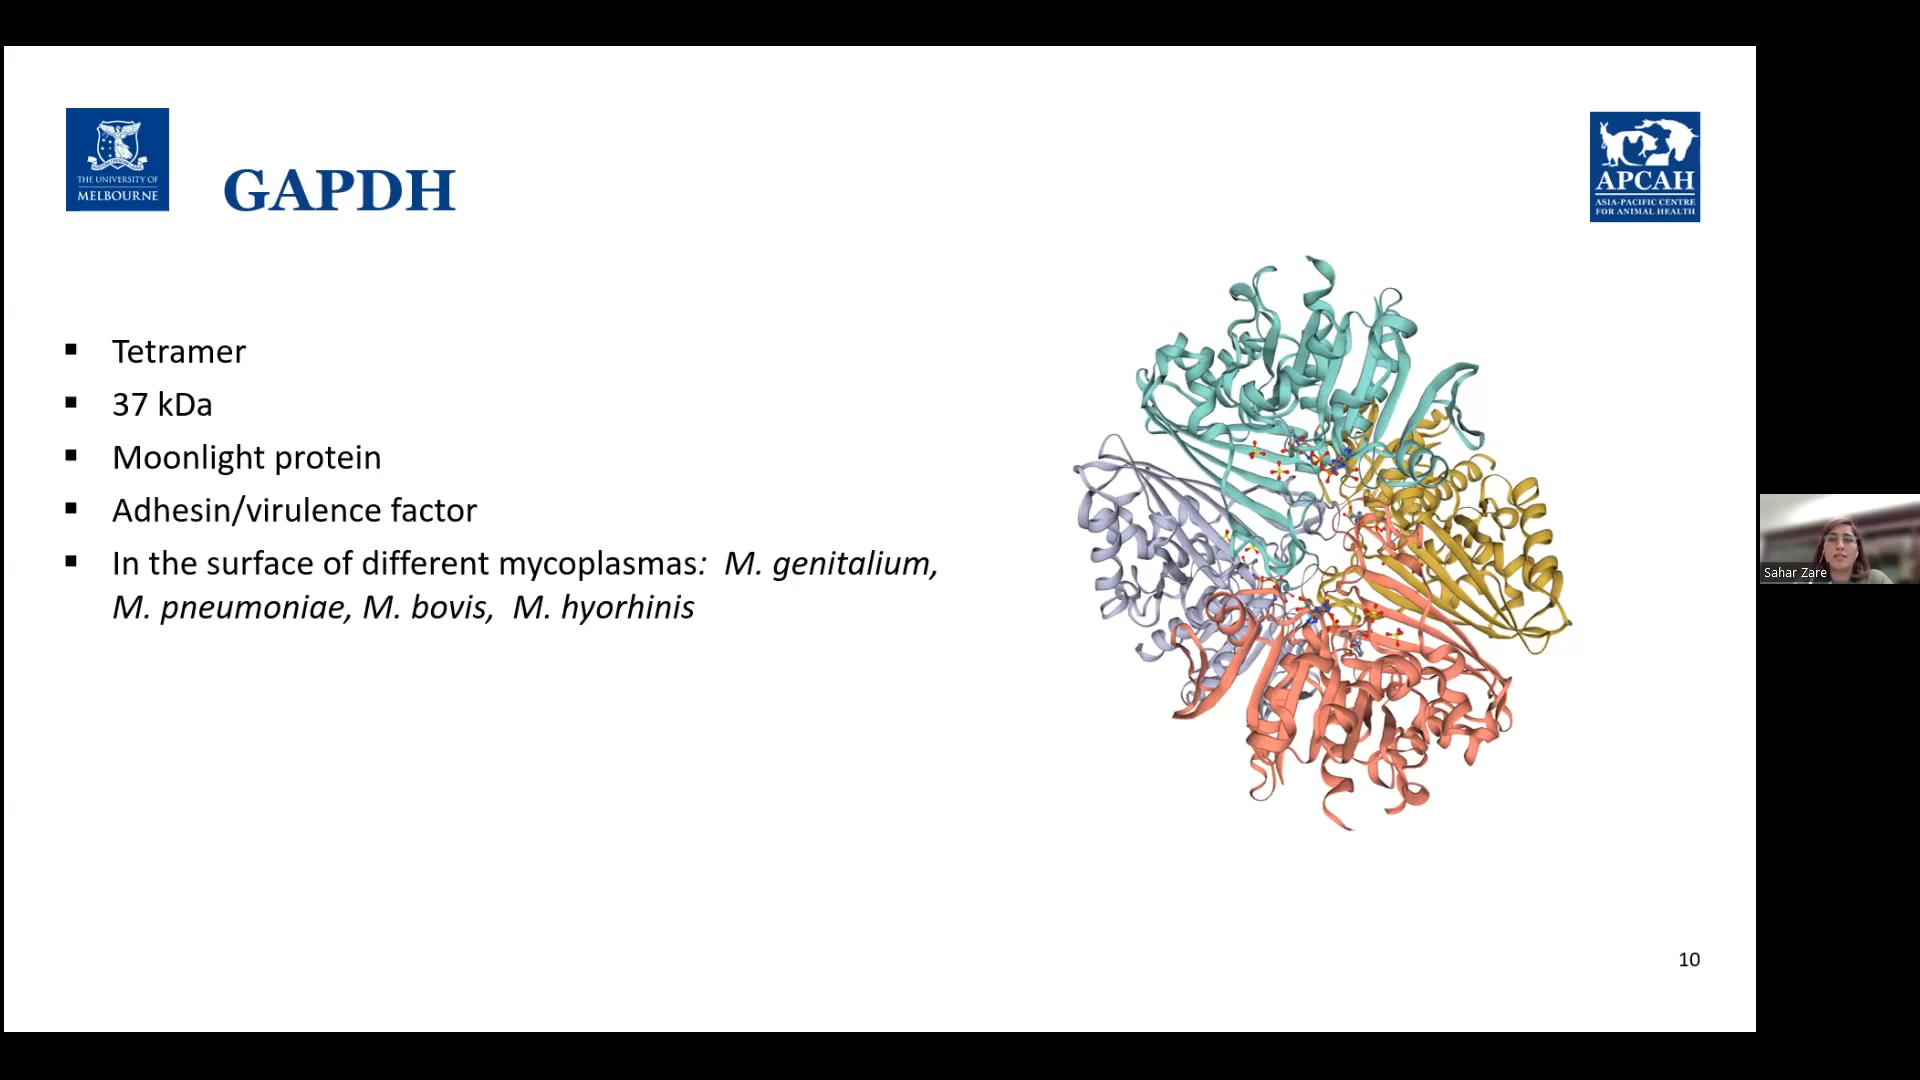 THE UNIVERSITY OF
MELBOURNE
GAPDH
APCAH
ASIA-PACIFIC CENTRE
FOR ANIMAL HEALTH
▪ Tetramer
▪ 37 kDa
▪ Moonlight protein
▪ Adhesin/virulence factor
▪ In the surface of different mycoplasmas: M. genitalium,
M. pneumoniae, M. bovis, M. hyorhinis
Sahar Zare
10